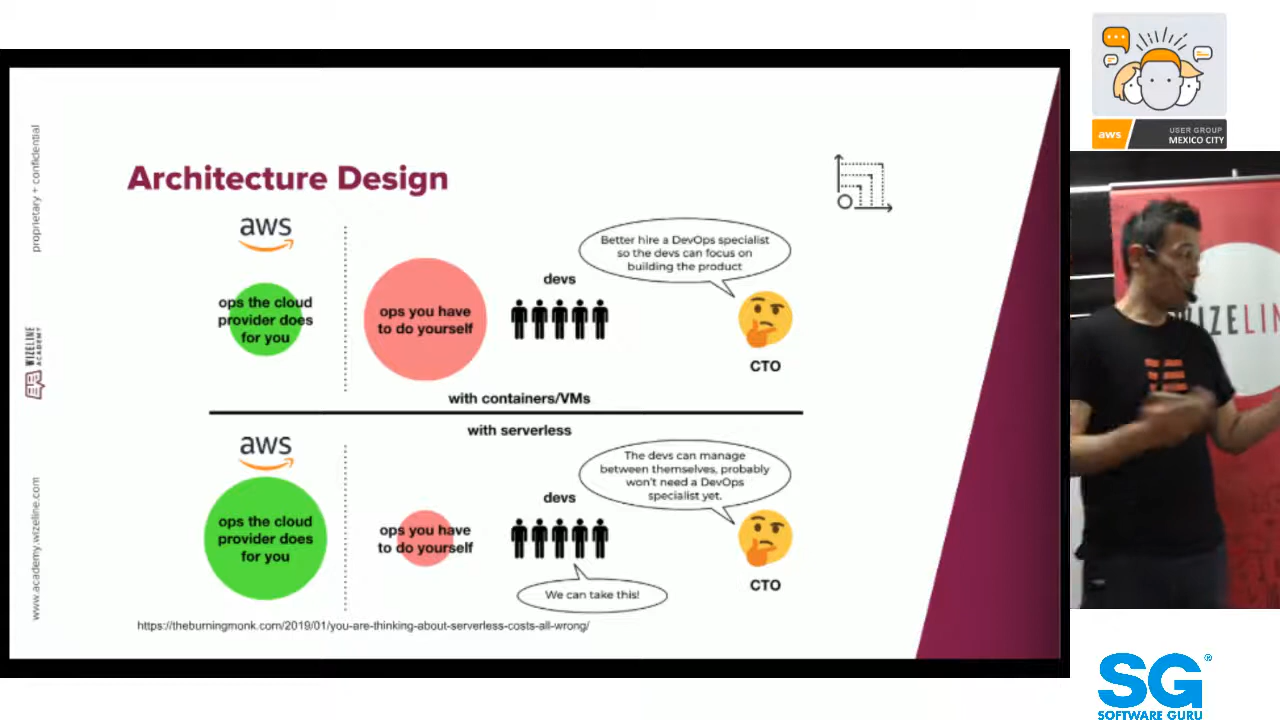 proprietary + confidential
WIZELINE
ACADEMY
www.academy.wizeline.com
Architecture Design
aws
ops the cloud
provider does
for you
ops you have
to do yourself
devs
Better hire a DevOps specialist
so the devs can focus on
building the product
CTO
with containers/VMs
with serverless
aws
ops the cloud
provider does
for you
ops you have
to do yourself
devs
We can take this!
The devs can manage
between themselves, probably
won't need a DevOps
specialist yet.
CTO
https://theburningmonk.com/2019/01/you-are-thinking-about-serverless-costs-all-wrong/
aws
USER GROUP
MEXICO CITY
WIZELIN
SG®
SOFTWARE GURU